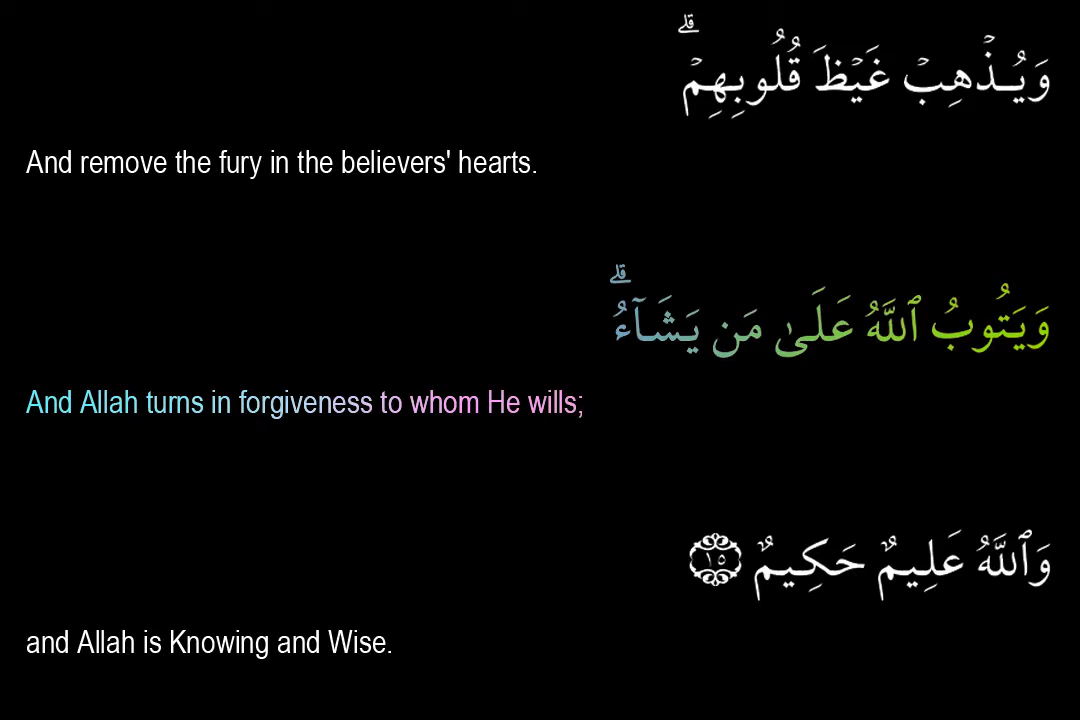 وَيُذْهِبْ غَيْظَ قُلُوبِهِمْ ۗ
And remove the fury in the believers' hearts.
وَيَتُوبُ ٱللَّهُ عَلَىٰ مَن يَشَآءُ ۗ
And Allah turns in forgiveness to whom He wills;
وَٱللَّهُ عَلِيمٌ حَكِيمٌ ١٥
and Allah is Knowing and Wise.